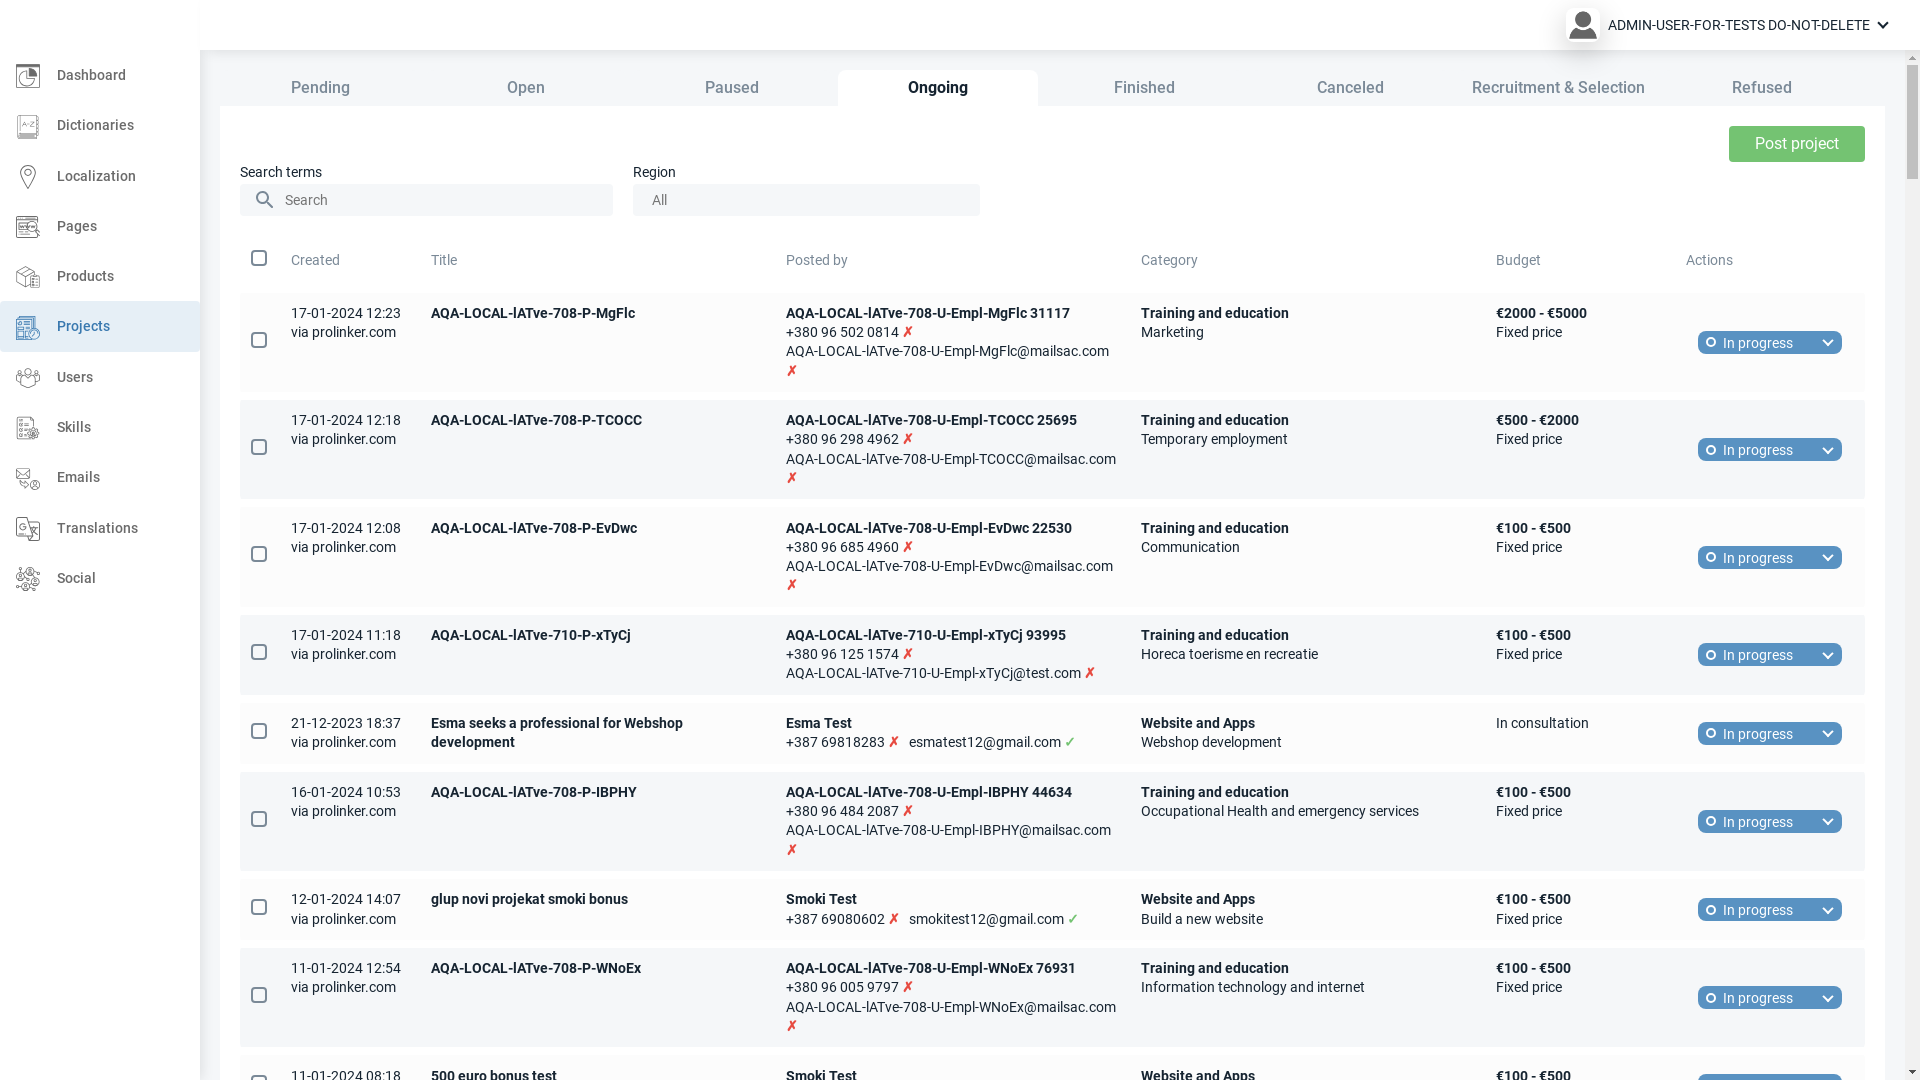 ADMIN-USER-FOR-TESTS DO-NOT-DELETE
Dashboard
Dictionaries
Localization
Pages
Products
Projects
Users
Skills
Emails
Translations
Social
Pending Open Paused Ongoing Finished Canceled Recruitment & Selection Refused
Post project
Search terms Region
Search All
Created Title Posted by Category Budget Actions
17-01-2024 12:23 AQA-LOCAL-lATve-708-P-MgFlc AQA-LOCAL-lATve-708-U-Empl-MgFlc 31117 Training and education €2000 - €5000
via prolinker.com +380 96 502 0814 ✗ Marketing Fixed price
In progress
AQA-LOCAL-lATve-708-U-Empl-MgFlc@mailsac.com
✗
17-01-2024 12:18 AQA-LOCAL-lATve-708-P-TCOCC AQA-LOCAL-lATve-708-U-Empl-TCOCC 25695 Training and education €500 - €2000
via prolinker.com +380 96 298 4962 ✗ Temporary employment Fixed price
In progress
AQA-LOCAL-lATve-708-U-Empl-TCOCC@mailsac.com
✗
17-01-2024 12:08 AQA-LOCAL-lATve-708-P-EvDwc AQA-LOCAL-lATve-708-U-Empl-EvDwc 22530 Training and education €100 - €500
via prolinker.com +380 96 685 4960 ✗ Communication Fixed price
In progress
AQA-LOCAL-lATve-708-U-Empl-EvDwc@mailsac.com
✗
17-01-2024 11:18 AQA-LOCAL-lATve-710-P-xTyCj AQA-LOCAL-lATve-710-U-Empl-xTyCj 93995 Training and education €100 - €500
via prolinker.com +380 96 125 1574 ✗ Horeca toerisme en recreatie Fixed price
In progress
AQA-LOCAL-lATve-710-U-Empl-xTyCj@test.com ✗
21-12-2023 18:37 Esma seeks a professional for Webshop Esma Test Website and Apps In consultation
In progress
via prolinker.com development +387 69818283 ✗ esmatest12@gmail.com ✓ Webshop development
16-01-2024 10:53 AQA-LOCAL-lATve-708-P-IBPHY AQA-LOCAL-lATve-708-U-Empl-IBPHY 44634 Training and education €100 - €500
via prolinker.com +380 96 484 2087 ✗ Occupational Health and emergency services Fixed price
In progress
AQA-LOCAL-lATve-708-U-Empl-IBPHY@mailsac.com
✗
12-01-2024 14:07 glup novi projekat smoki bonus Smoki Test Website and Apps €100 - €500
In progress
via prolinker.com +387 69080602 ✗ smokitest12@gmail.com ✓ Build a new website Fixed price
11-01-2024 12:54 AQA-LOCAL-lATve-708-P-WNoEx AQA-LOCAL-lATve-708-U-Empl-WNoEx 76931 Training and education €100 - €500
via prolinker.com +380 96 005 9797 ✗ Information technology and internet Fixed price
In progress
AQA-LOCAL-lATve-708-U-Empl-WNoEx@mailsac.com
✗
11-01-2024 08:18 500 euro bonus test Smoki Test Website and Apps €100 - €500